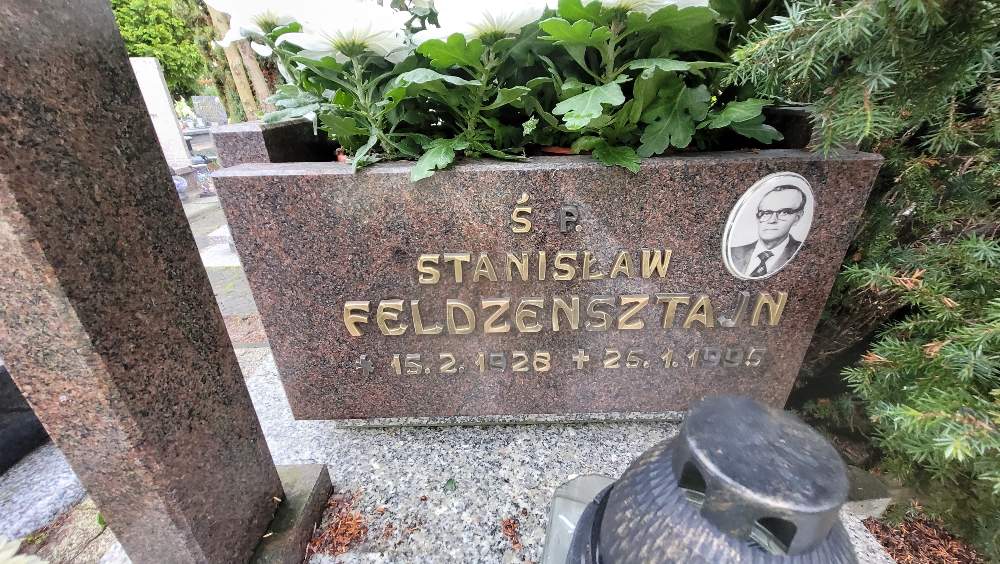 Ś P.
STANISŁAW
FELDZENSZTAJN
+ 15.2.1928 + 25.1.1995